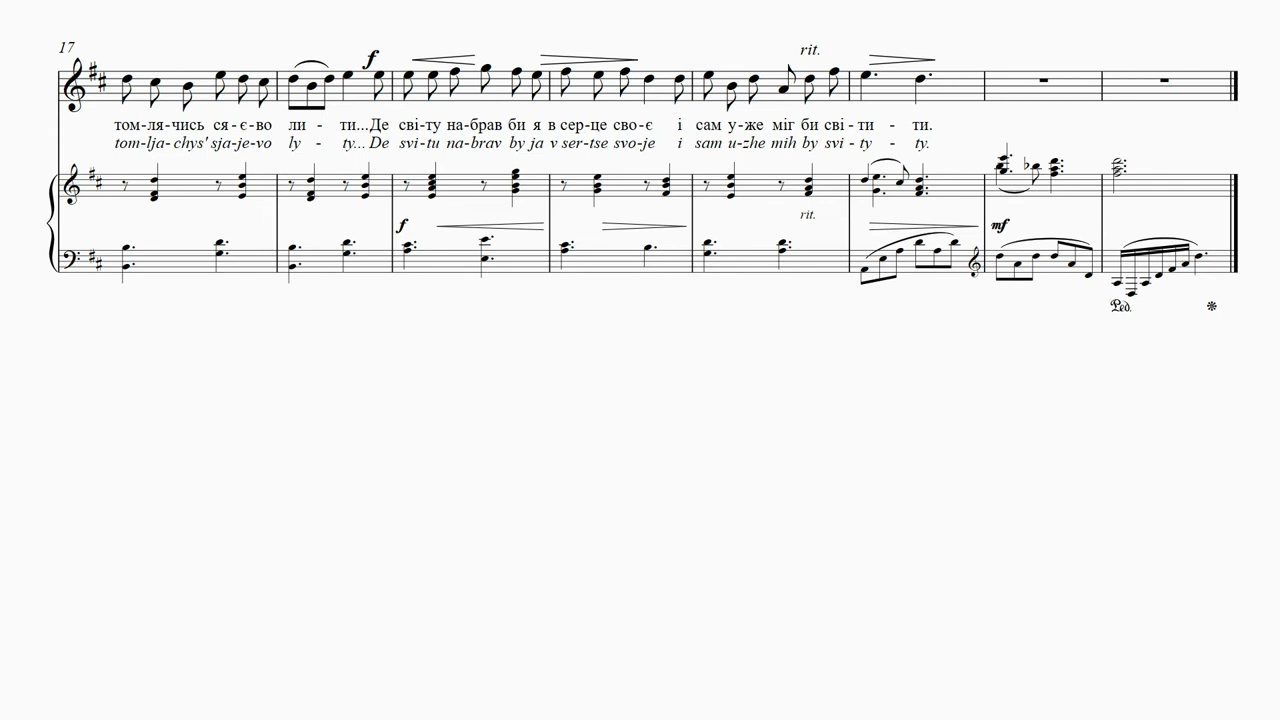 17
f
rit.
том-ля-чись ся-є-во ли - ти...Де сві-ту на-брав би я в сер-це сво-є і сам у-же міг би сві-ти - ти.
tom-lja-chys' sja-je-vo ly - ty... De svi-tu na-brav by ja v ser-tse svo-je i sam u-zhe mih by svi-ty - ty.
rit.
f
mf
Ped.